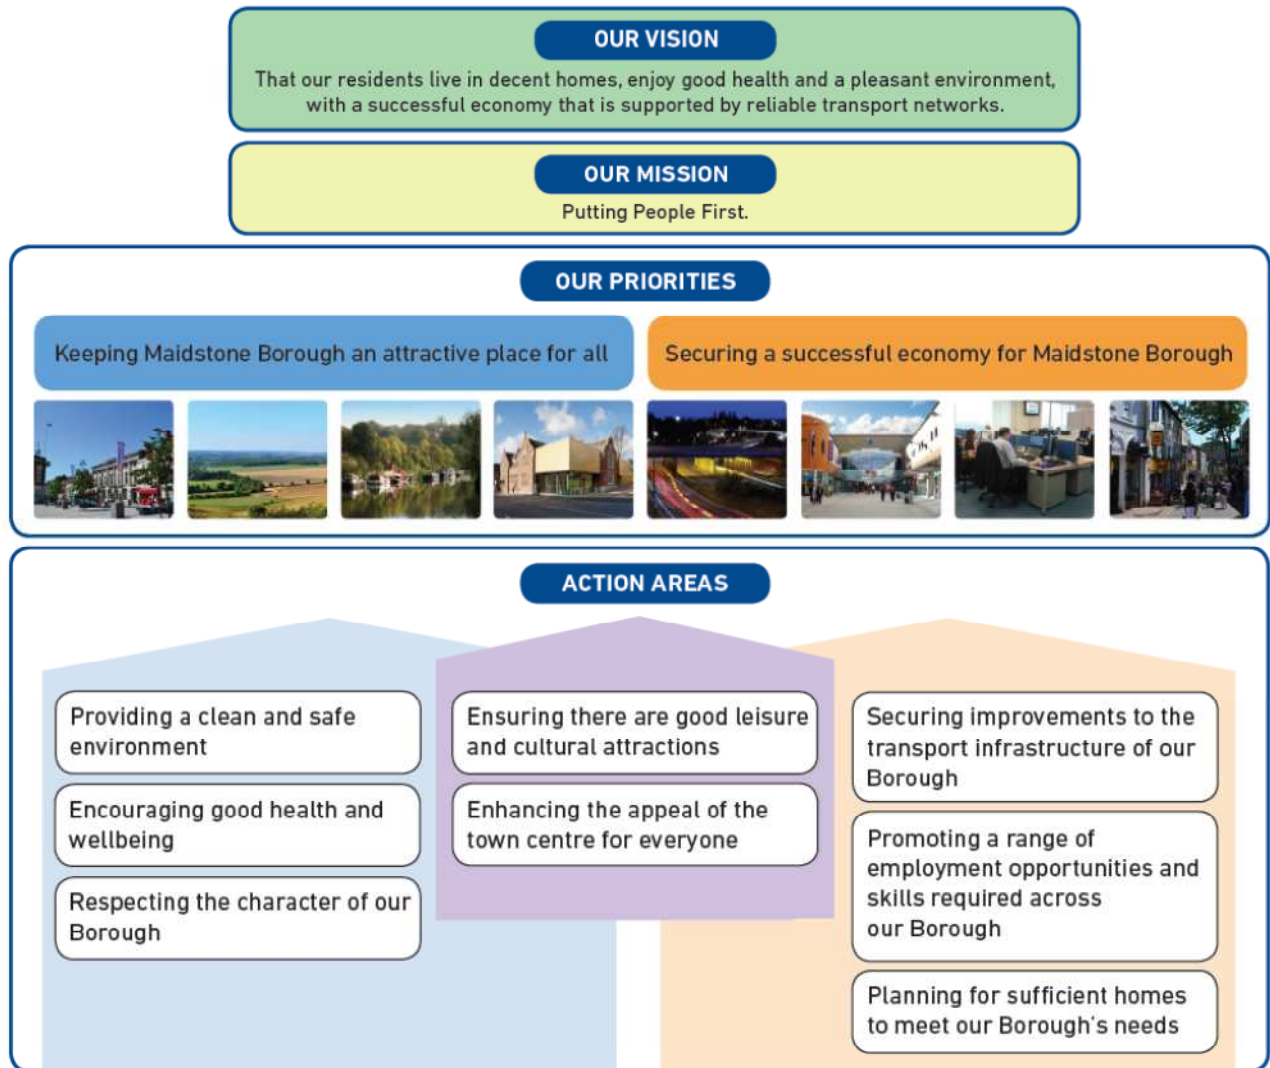 OUR VISION
That our residents live in decent homes, enjoy good health and a pleasant environment,
with a successful economy that is supported by reliable transport networks.
OUR MISSION
Putting People First.
OUR PRIORITIES
Keeping Maidstone Borough an attractive place for all
Securing a successful economy for Maidstone Borough
ACTION AREAS
Providing a clean and safe
environment
Encouraging good health and
wellbeing
Respecting the character of our
Borough
Ensuring there are good leisure
and cultural attractions
Enhancing the appeal of the
town centre for everyone
Securing improvements to the
transport infrastructure of our
Borough
Promoting a range of
employment opportunities and
skills required across
our Borough
Planning for sufficient homes
to meet our Borough's needs